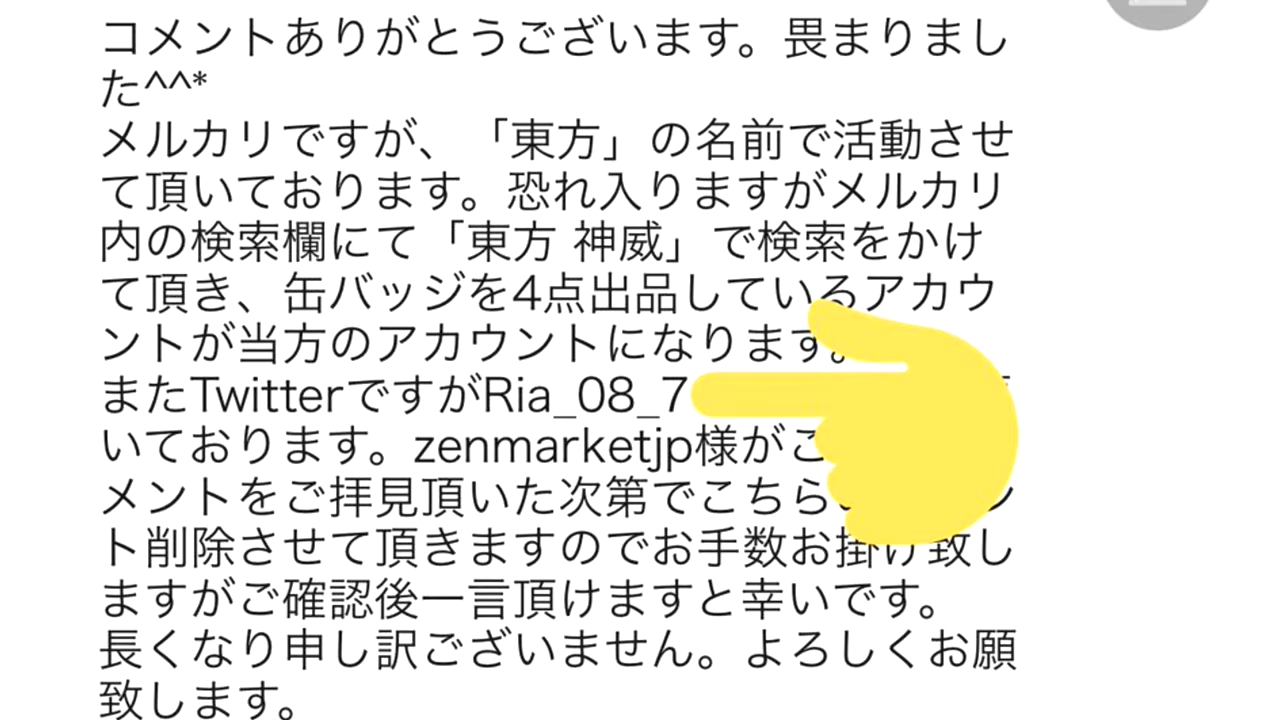 コメントありがとうございます。畏まりまし
た^^*
メルカリですが、「東方」の名前で活動させ
て頂いております。恐れ入りますがメルカリ
内の検索欄にて「東方 神威」で検索をかけ
て頂き、缶バッジを4点出品しているアカウ
ントが当方のアカウントになります。
またTwitterですがRia_08_7
いております。zenmarketjp様がこ
メントをご拝見頂いた次第でこちら
ト削除させて頂きますのでお手数お掛け致し
ますがご確認後一言頂けますと幸いです。
長くなり申し訳ございません。よろしくお願
致します。